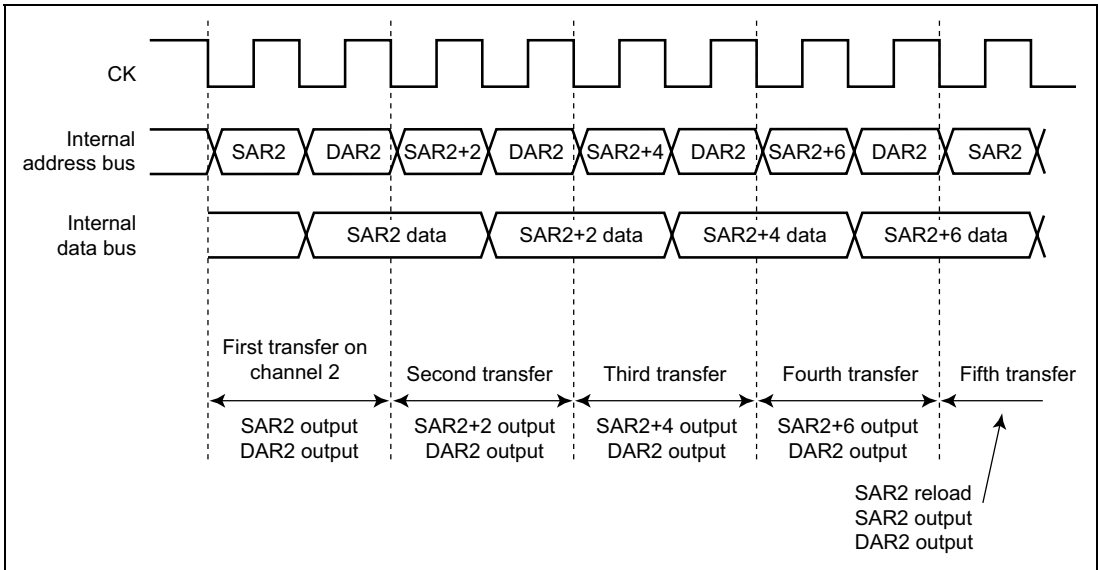 CK
Internal
address bus
SAR2 DAR2 SAR2+2 DAR2 SAR2+4 DAR2 SAR2+6 DAR2 SAR2
Internal
data bus
SAR2 data SAR2+2 data SAR2+4 data SAR2+6 data
First transfer on
channel 2
Second transfer
Third transfer
Fourth transfer
Fifth transfer
SAR2 output
DAR2 output
SAR2+2 output
DAR2 output
SAR2+4 output
DAR2 output
SAR2+6 output
DAR2 output
SAR2 reload
SAR2 output
DAR2 output